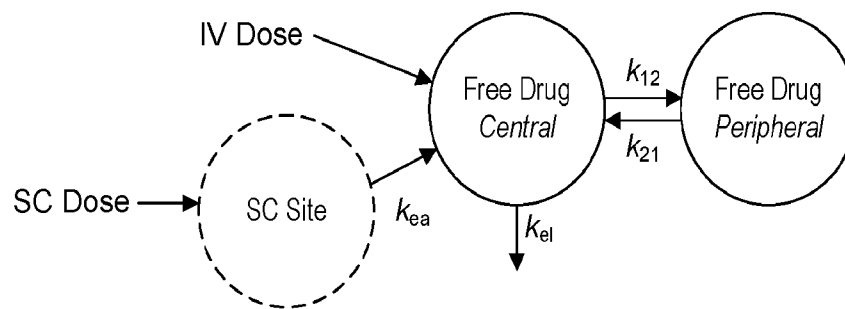 IV Dose
Free Drug
Central
k12
Free Drug
Peripheral
k21
SC Dose
SC Site
kea
kel